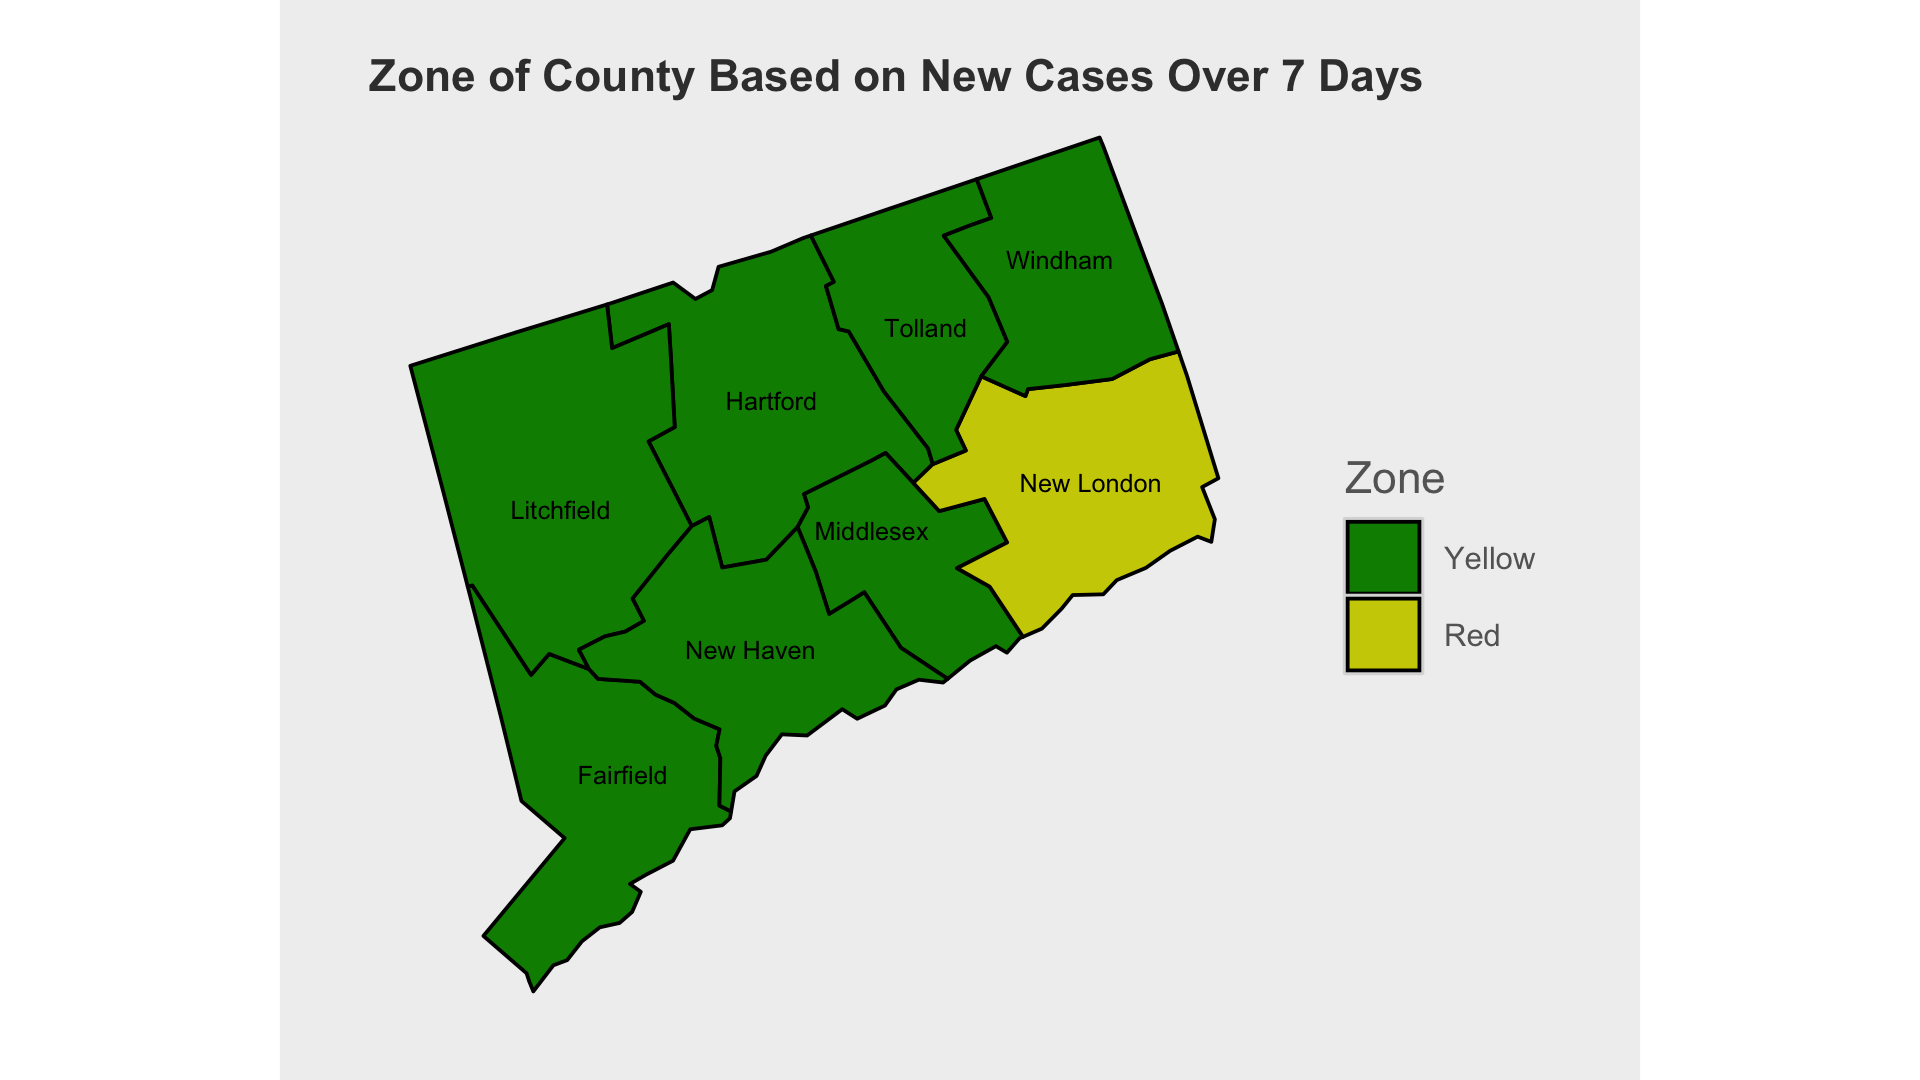 Zone of County Based on New Cases Over 7 Days
Windham
Tolland
Hartford
New London
Litchfield
Middlesex
New Haven
Fairfield
Zone
Yellow
Red